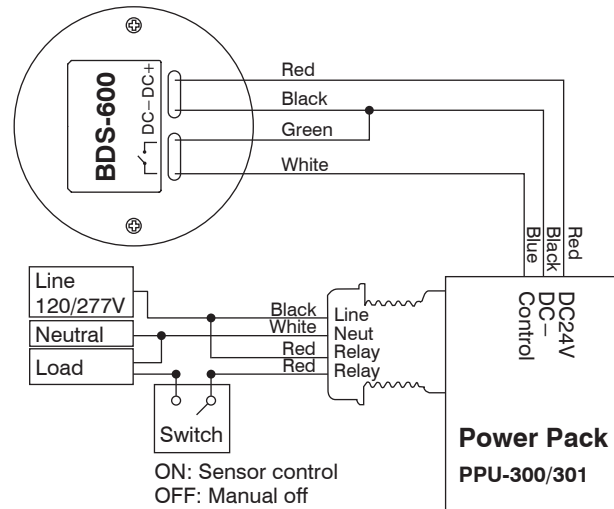 BDS-600
DC- DC+
Red
Black
Green
White
Blue
Black
Red
DC24V
DC-
Control
Line
120/277V
Neutral
Load
Black
White
Red
Red
Line
Neut
Relay
Relay
Switch
ON: Sensor control
OFF: Manual off
Power Pack
PPU-300/301